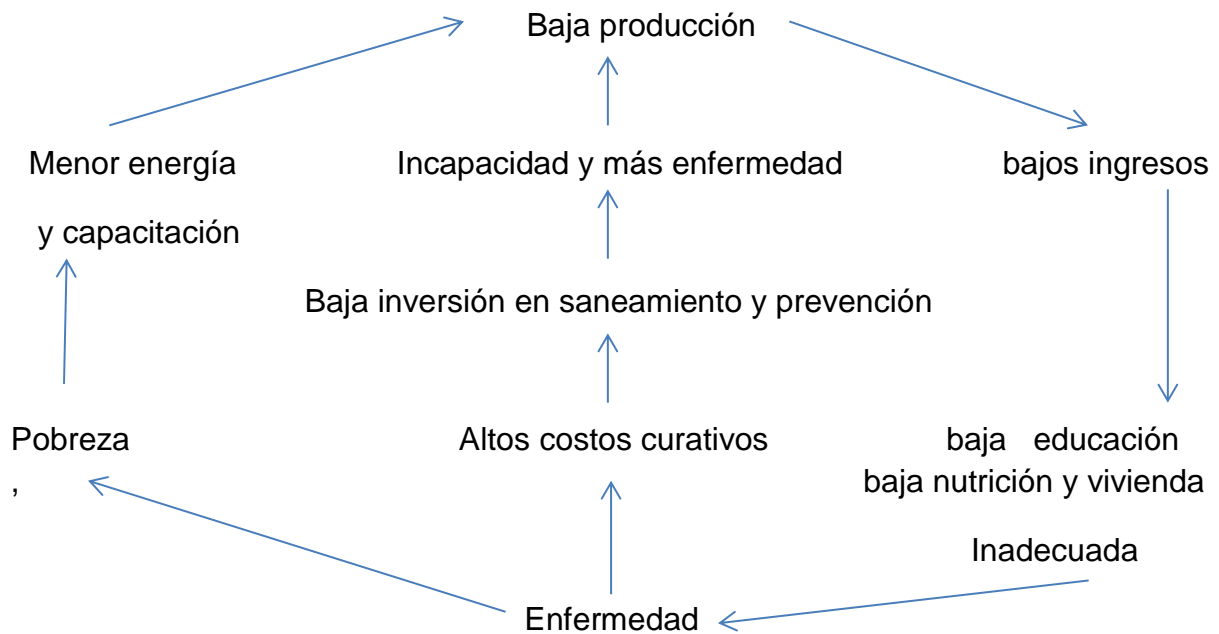 Baja producción
Menor energía
Incapacidad y más enfermedad
bajos ingresos
y capacitación
Baja inversión en saneamiento y prevención
Pobreza
Altos costos curativos
baja educación
,
baja nutrición y vivienda
Inadecuada
Enfermedad